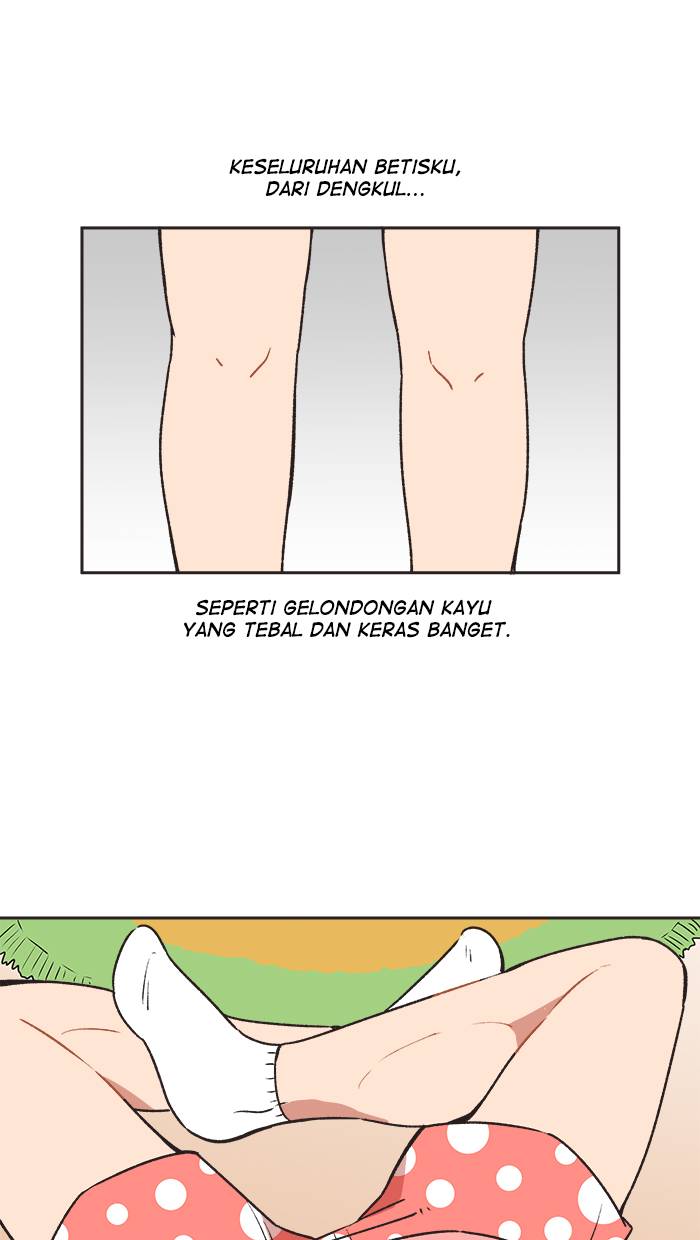 KESELURUHAN BETISKU,
DARI DENGKUL...
SEPERTI GELONDONGAN KAYU
YANG TEBAL DAN KERAS BANGET.